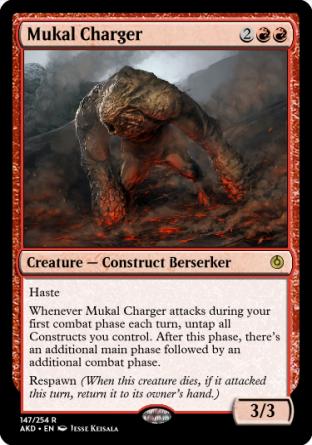 Mukal Charger 2
Creature — Construct Berserker
Haste
Whenever Mukal Charger attacks during your
first combat phase each turn, untap all
Constructs you control. After this phase, there's
an additional main phase followed by an
additional combat phase.
Respawn (When this creature dies, if it attacked
this turn, return it to its owner's hand.)
3/3
147/254 R
AKD • EN Jesse Keisala